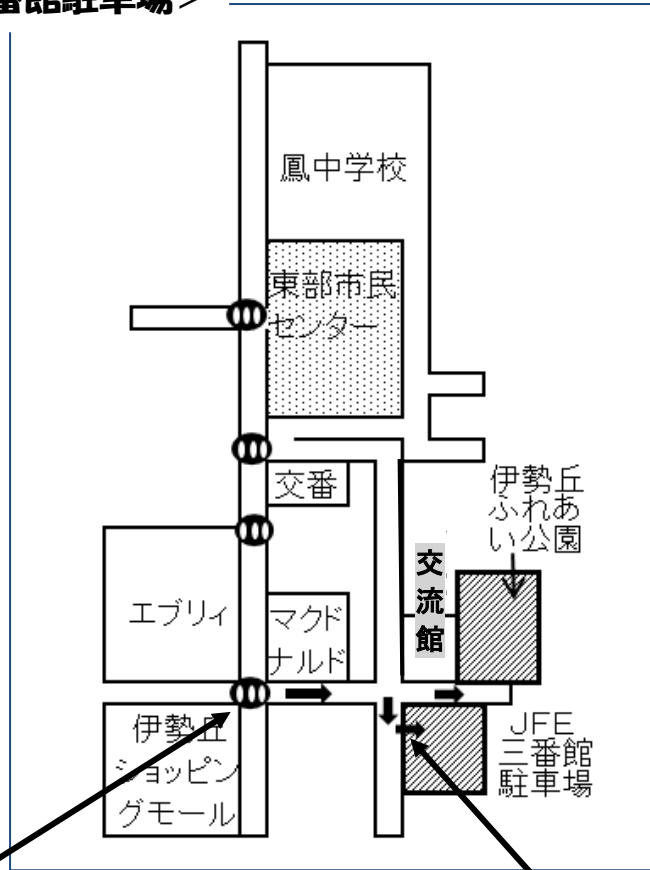 番館駐車場＞
鳳中学校
東部市民
センター
交番
伊勢丘
ふれあ
い公園
交
流
館
エブリィ
マクド
ナルド
伊勢丘
ショッピン
グモール
JFE
三番館
駐車場